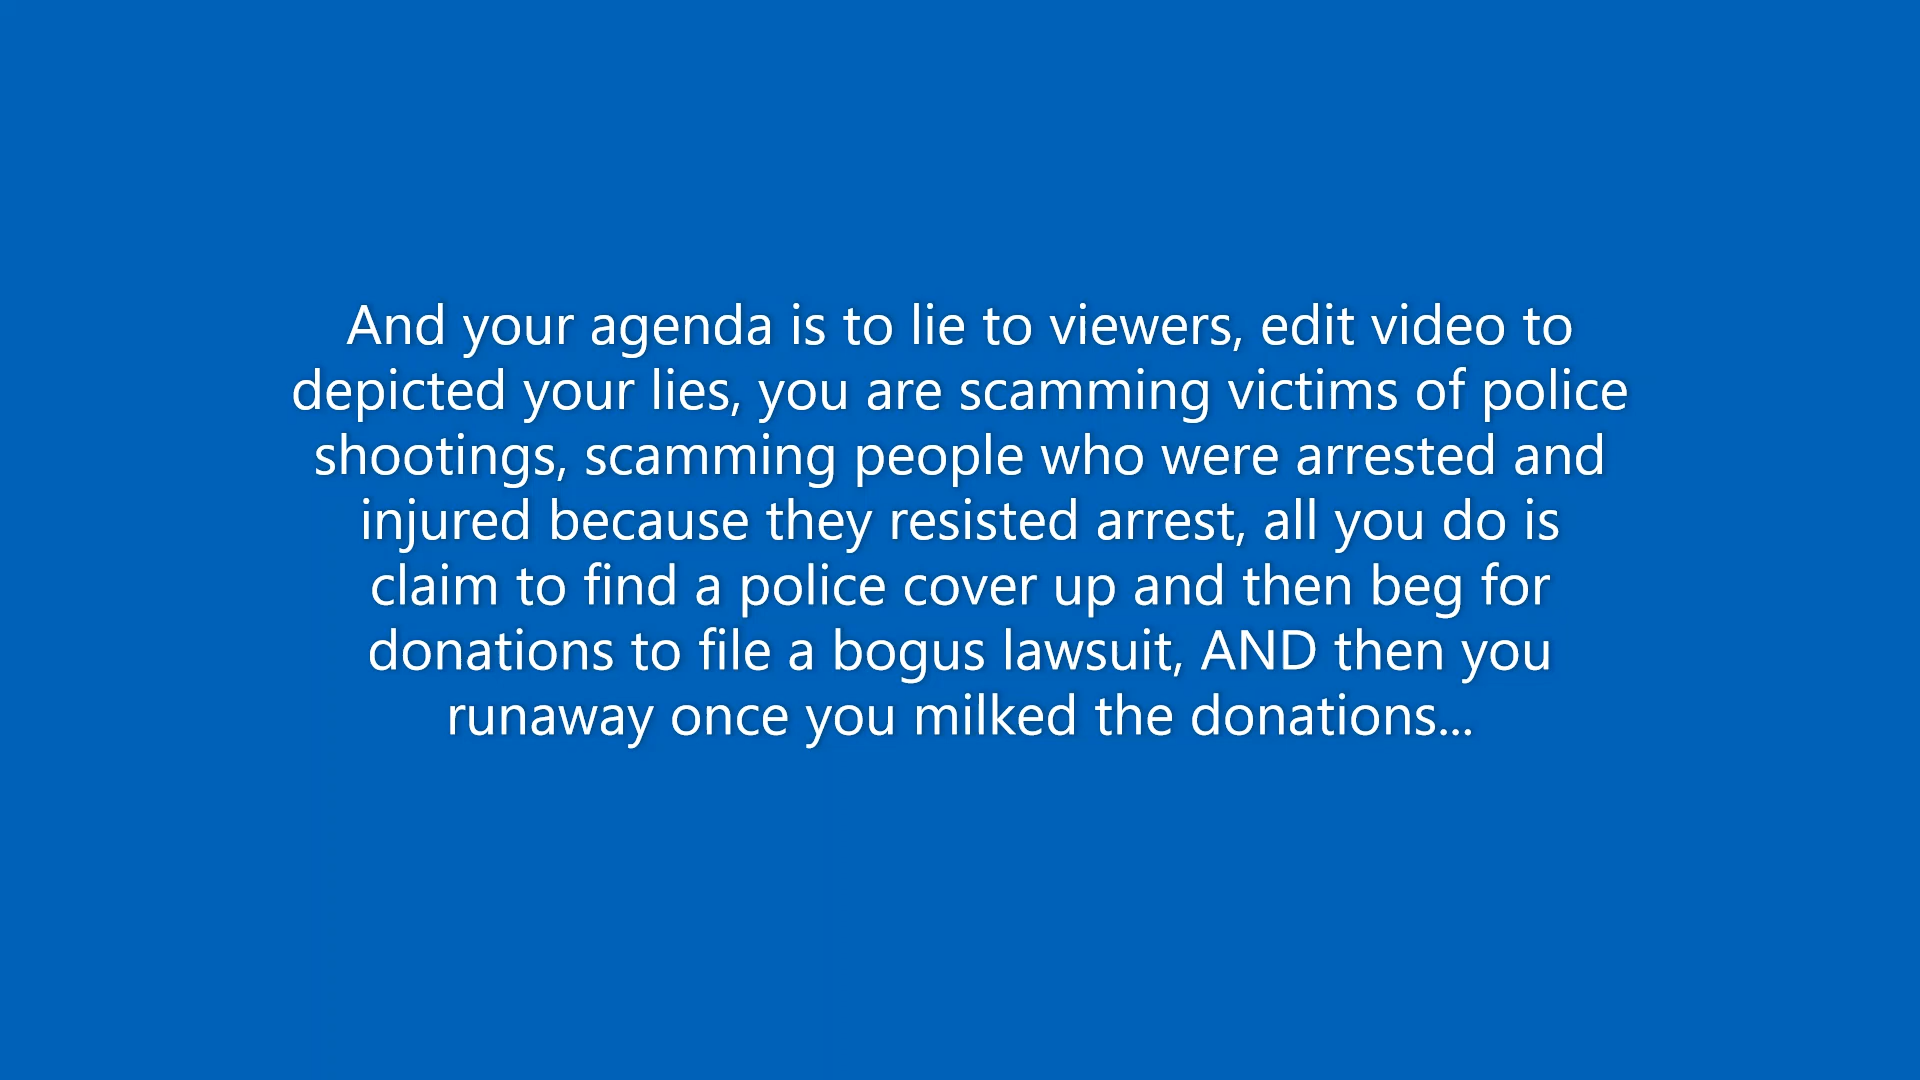 And your agenda is to lie to viewers, edit video to
depicted your lies, you are scamming victims of police
shootings, scamming people who were arrested and
injured because they resisted arrest, all you do is
claim to find a police cover up and then beg for
donations to file a bogus lawsuit, AND then you
runaway once you milked the donations...